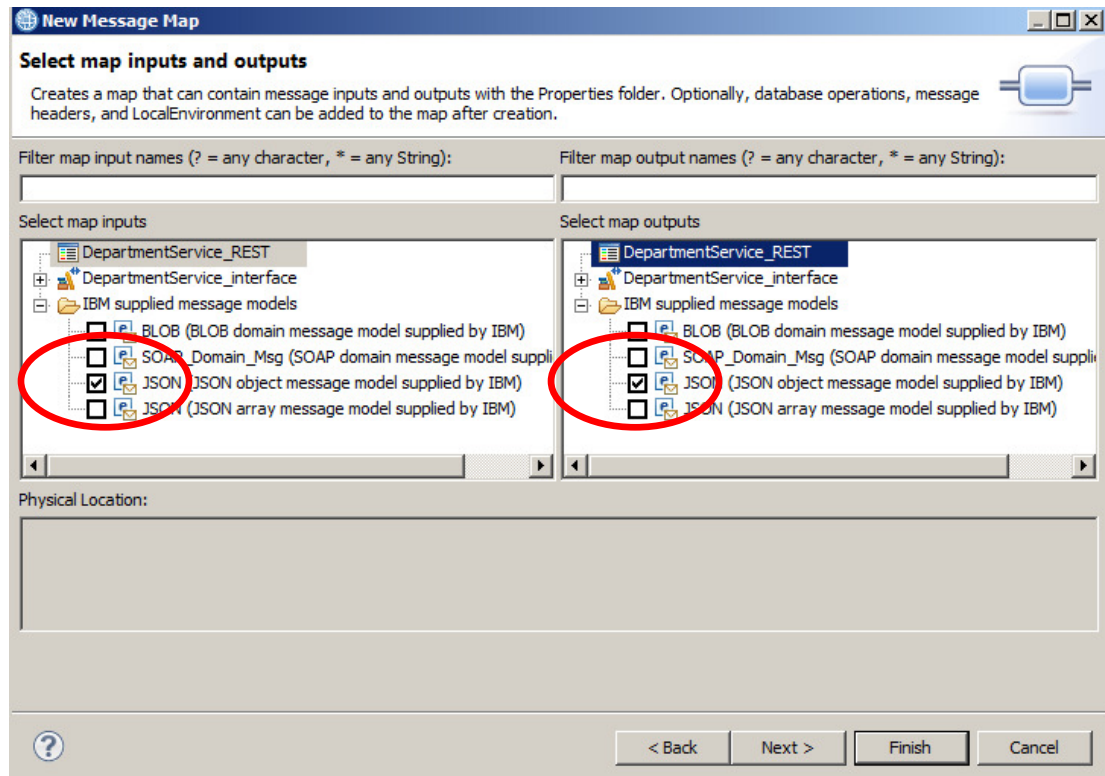 New Message Map
Select map inputs and outputs
Creates a map that can contain message inputs and outputs with the Properties folder. Optionally, database operations, message
headers, and LocalEnvironment can be added to the map after creation.
Filter map input names (? = any character, * = any String):
Filter map output names (? = any character, * = any String):
Select map inputs
DepartmentService_REST
DepartmentService_interface
IBM supplied message models
BLOB (BLOB domain message model supplied by IBM)
SOAP_Domain_Msg (SOAP domain message model suppli
JSON (JSON object message model supplied by IBM)
JSON (JSON array message model supplied by IBM)
Select map outputs
DepartmentService_REST
DepartmentService_interface
IBM supplied message models
BLOB (BLOB domain message model supplied by IBM)
SOAP_Domain_Msg (SOAP domain message model supplie
JSON (JSON object message model supplied by IBM)
JSON (JSON array message model supplied by IBM)
Physical Location:
< Back
Next >
Finish
Cancel